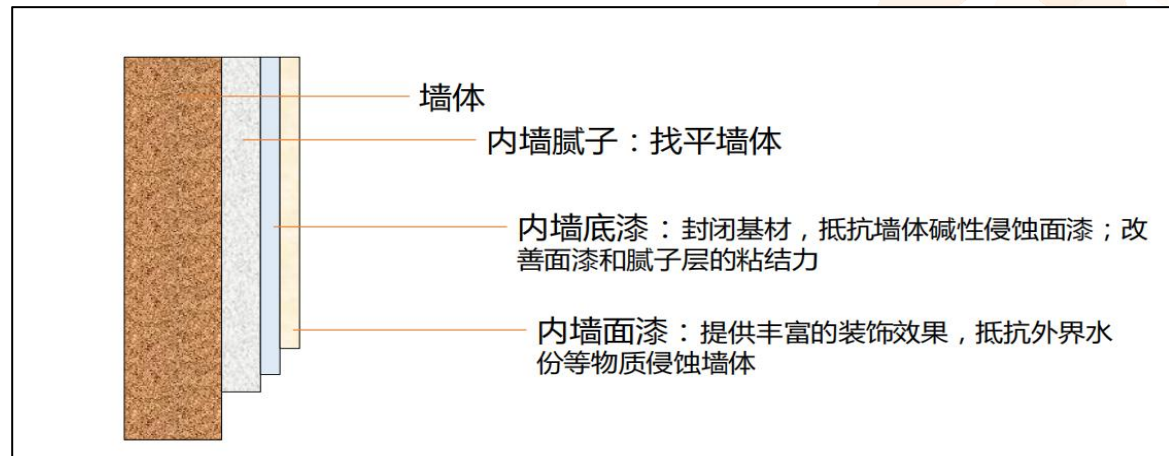 墙体
内墙腻子：找平墙体
内墙底漆：封闭基材，抵抗墙体碱性侵蚀面漆；改
善面漆和腻子层的粘结力
内墙面漆：提供丰富的装饰效果，抵抗外界水
份等物质侵蚀墙体